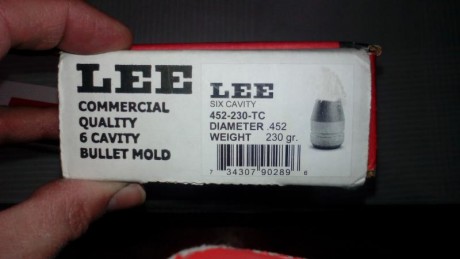 LEE
COMMERCIAL
QUALITY
6 CAVITY
BULLET MOLD
LEE
SIX CAVITY
452-230-TC
DIAMETER .452
WEIGHT 230 gr.
7 34307 90289 6